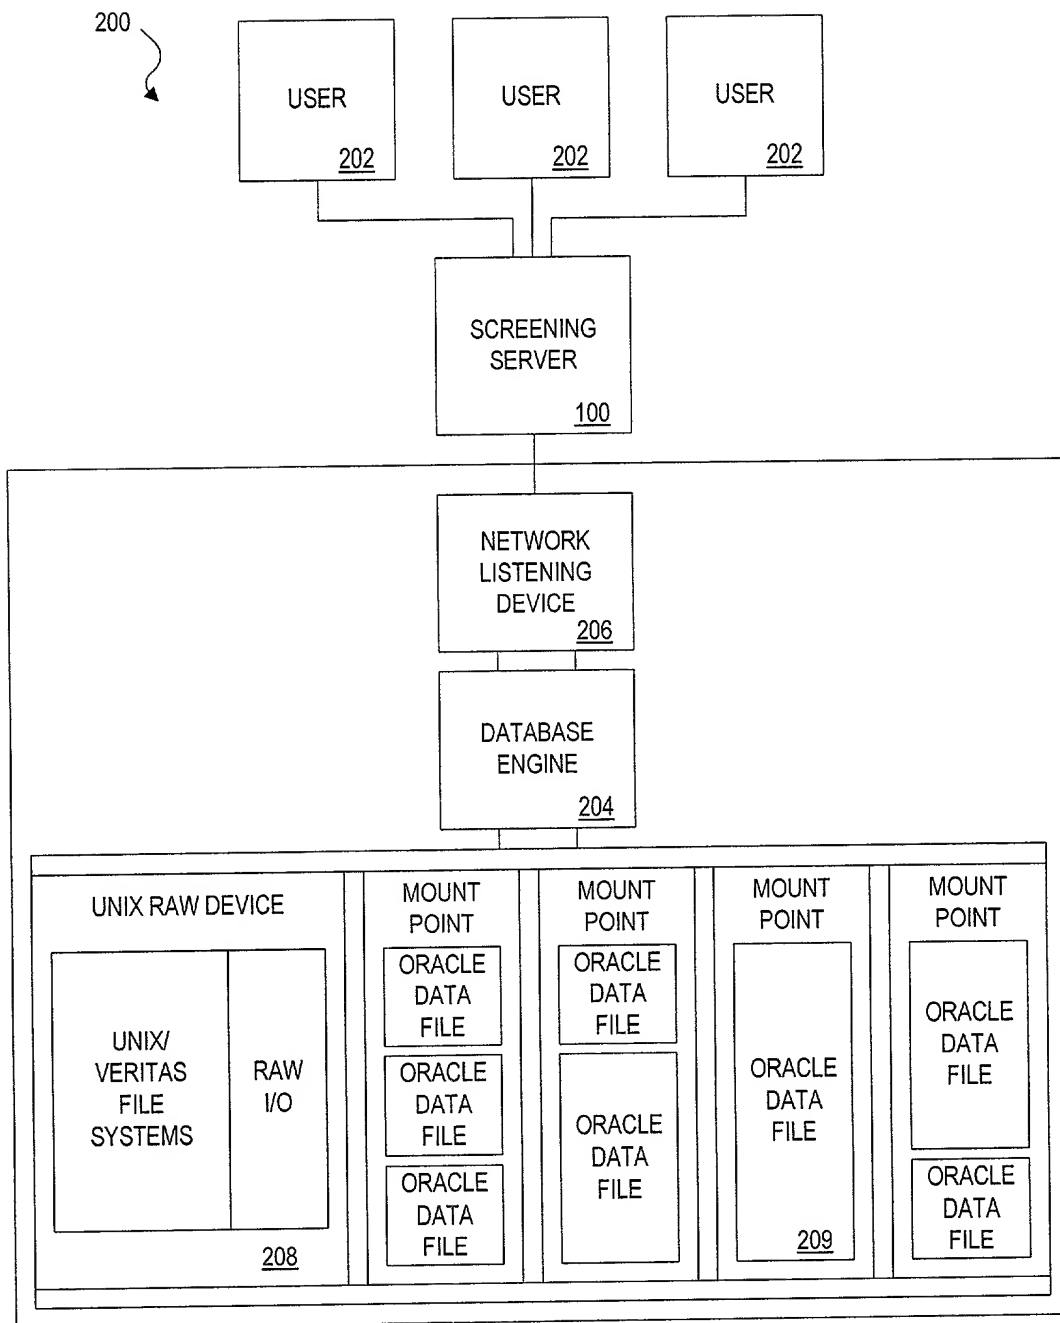 200
USER
202
USER
202
USER
202
SCREENING
SERVER
100
NETWORK
LISTENING
DEVICE
206
DATABASE
ENGINE
204
UNIX RAW DEVICE
UNIX/
VERITAS
FILE
SYSTEMS
RAW
I/O
208
MOUNT
POINT
ORACLE
DATA
FILE
ORACLE
DATA
FILE
ORACLE
DATA
FILE
MOUNT
POINT
ORACLE
DATA
FILE
ORACLE
DATA
FILE
MOUNT
POINT
ORACLE
DATA FILE
209
MOUNT
POINT
ORACLE
DATA
FILE
ORACLE
DATA
FILE